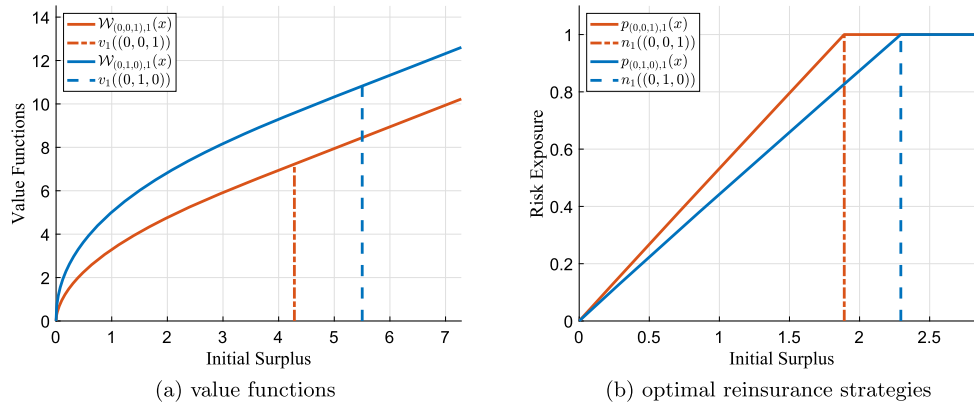 14
12
10
8
6
4
2
0
Value Functions
𝒲_{(0,0,1),1}(x)
v_1((0,0,1))
𝒲_{(0,1,0),1}(x)
v_1((0,1,0))
0 1 2 3 4 5 6 7
Initial Surplus
(a) value functions
1
0.8
0.6
0.4
0.2
0
Risk Exposure
p_{(0,0,1),1}(x)
n_1((0,0,1))
p_{(0,1,0),1}(x)
n_1((0,1,0))
0 0.5 1 1.5 2 2.5
Initial Surplus
(b) optimal reinsurance strategies